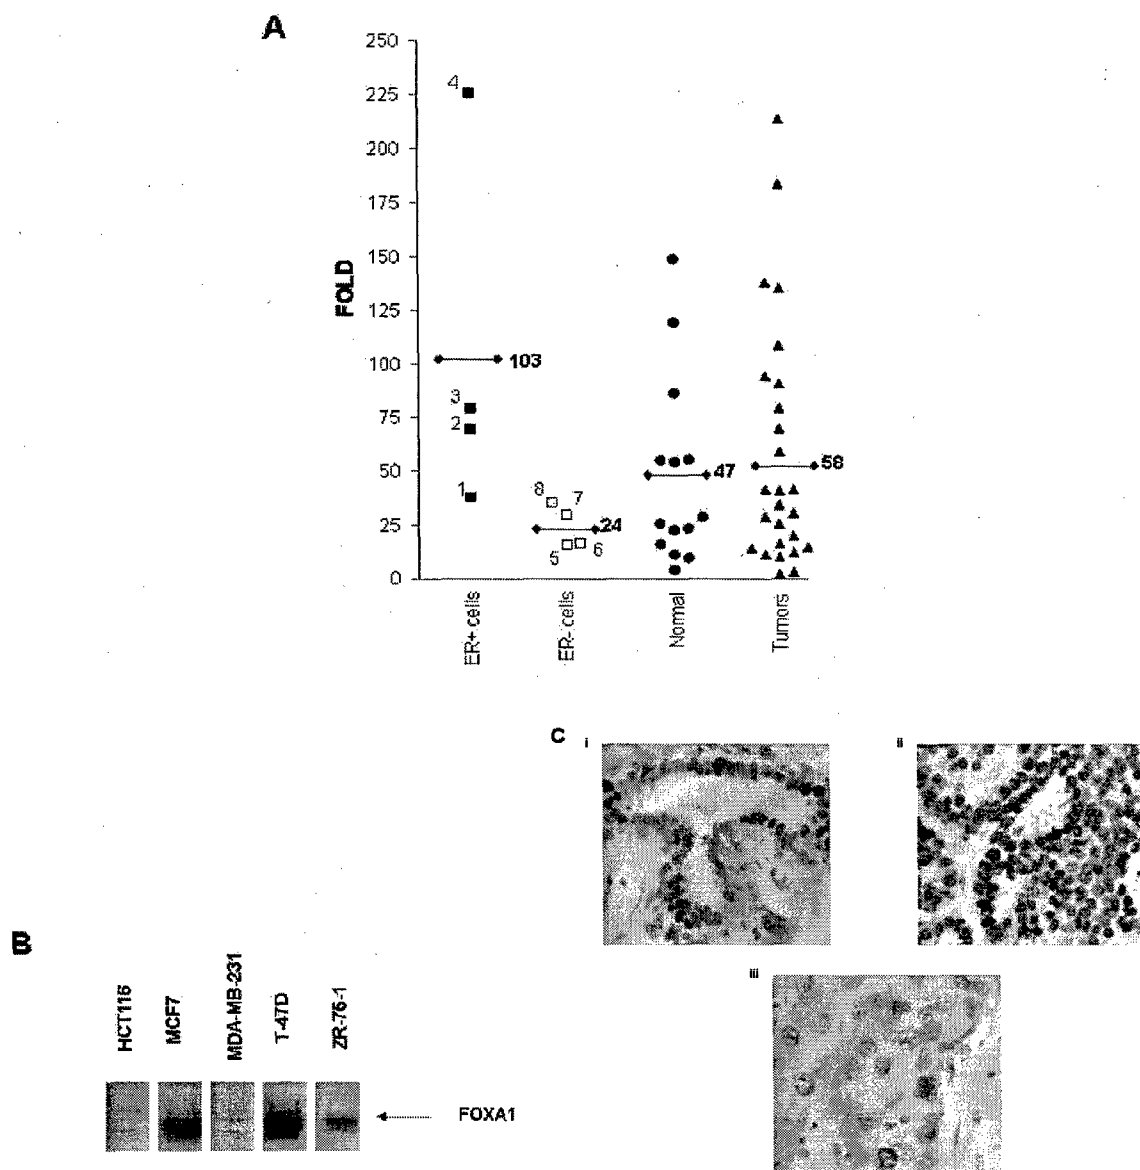 A
250
225
200
175
150
125
100
75
50
25
0
FOLD
4
3
2
1
103
8
7
5
6
24
47
58
ER+ cells
ER- cells
Normal
Tumors
C
i
ii
iii
B
HCT116
MCF7
MDA-MB-231
T-47D
ZR-75-1
FOXA1